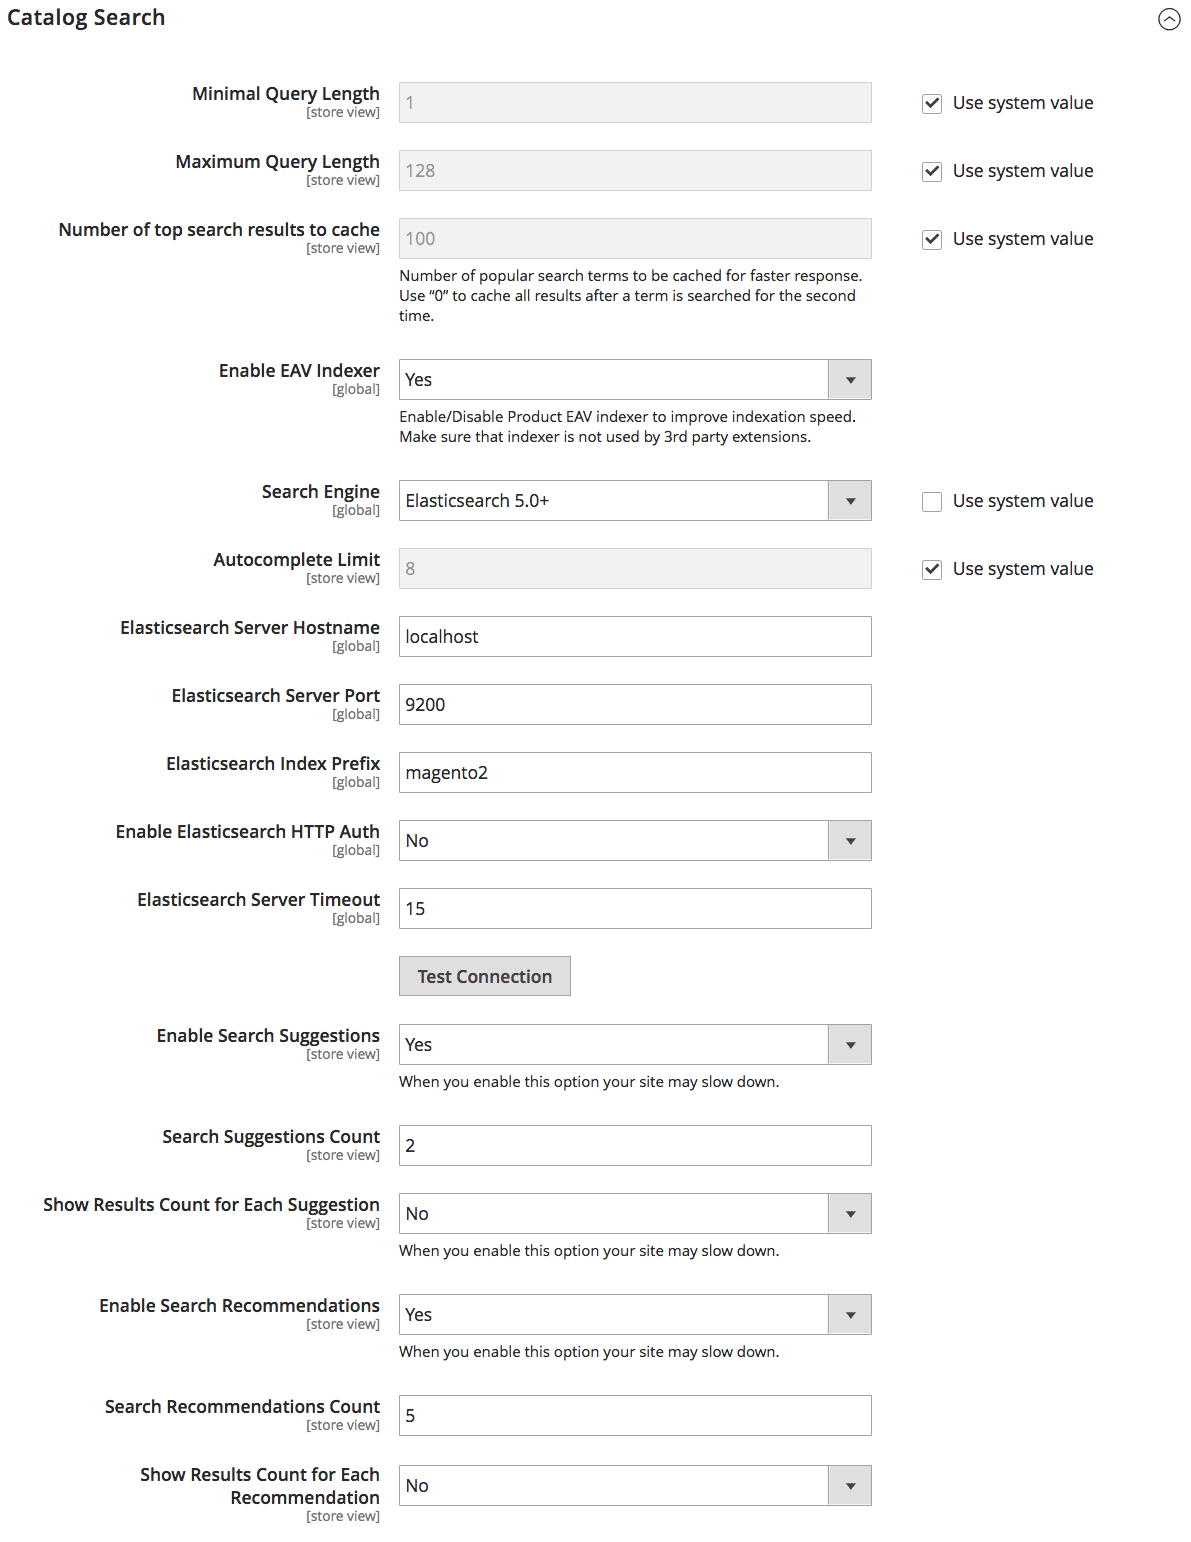 Catalog Search
Minimal Query Length
[store view]
1
Use system value
Maximum Query Length
[store view]
128
Use system value
Number of top search results to cache
[store view]
100
Use system value
Number of popular search terms to be cached for faster response.
Use “0” to cache all results after a term is searched for the second
time.
Enable EAV Indexer
[global]
Yes
Enable/Disable Product EAV indexer to improve indexation speed.
Make sure that indexer is not used by 3rd party extensions.
Search Engine
[global]
Elasticsearch 5.0+
Use system value
Autocomplete Limit
[store view]
8
Use system value
Elasticsearch Server Hostname
[global]
localhost
Elasticsearch Server Port
[global]
9200
Elasticsearch Index Prefix
[global]
magento2
Enable Elasticsearch HTTP Auth
[global]
No
Elasticsearch Server Timeout
[global]
15
Test Connection
Enable Search Suggestions
[store view]
Yes
When you enable this option your site may slow down.
Search Suggestions Count
[store view]
2
Show Results Count for Each Suggestion
[store view]
No
When you enable this option your site may slow down.
Enable Search Recommendations
[store view]
Yes
When you enable this option your site may slow down.
Search Recommendations Count
[store view]
5
Show Results Count for Each
Recommendation
[store view]
No